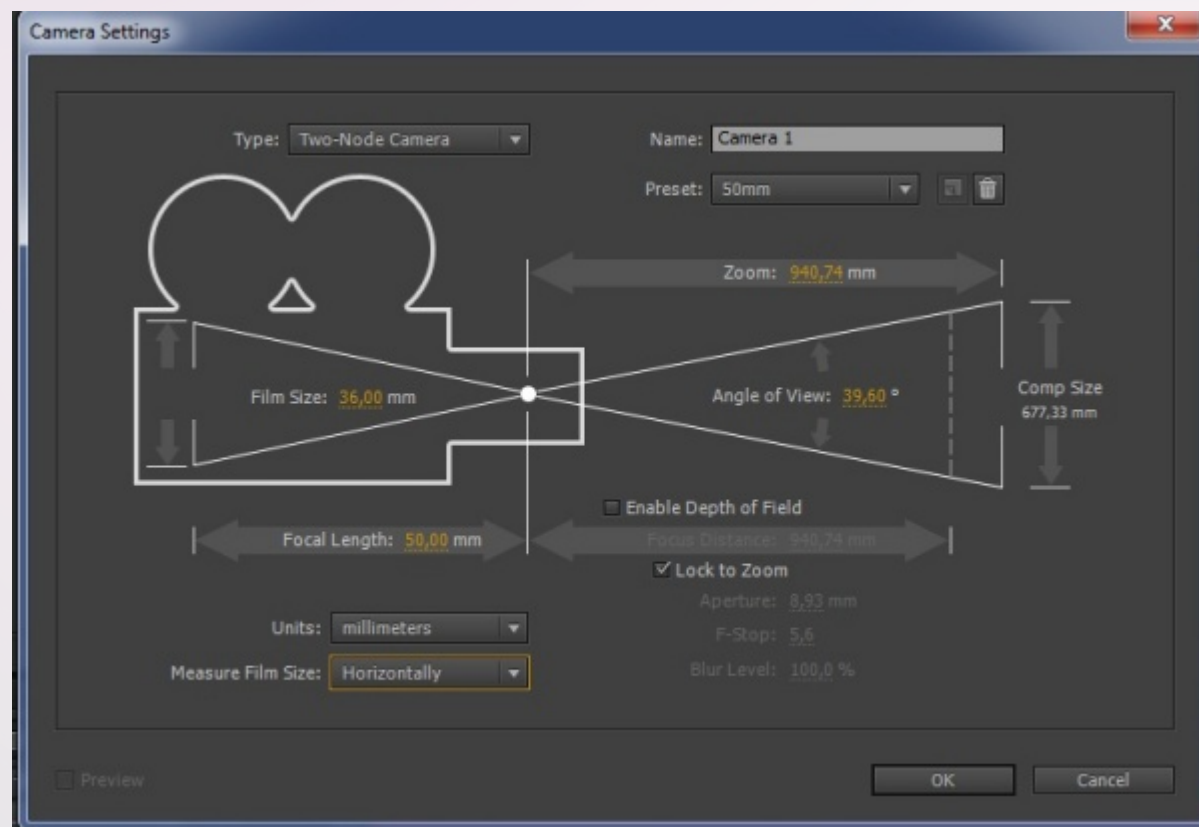 Camera Settings
Type: Two-Node Camera
Name: Camera 1
Preset: 50mm
Zoom: 940,74 mm
Film Size: 36,00 mm
Angle of View: 39,60 °
Comp Size
677,33 mm
Enable Depth of Field
Focal Length: 50,00 mm
Focus Distance: 940,74 mm
Lock to Zoom
Aperture: 8,93 mm
Units: millimeters
F-Stop: 5,6
Measure Film Size: Horizontally
Blur Level: 100,0 %
Preview
OK
Cancel